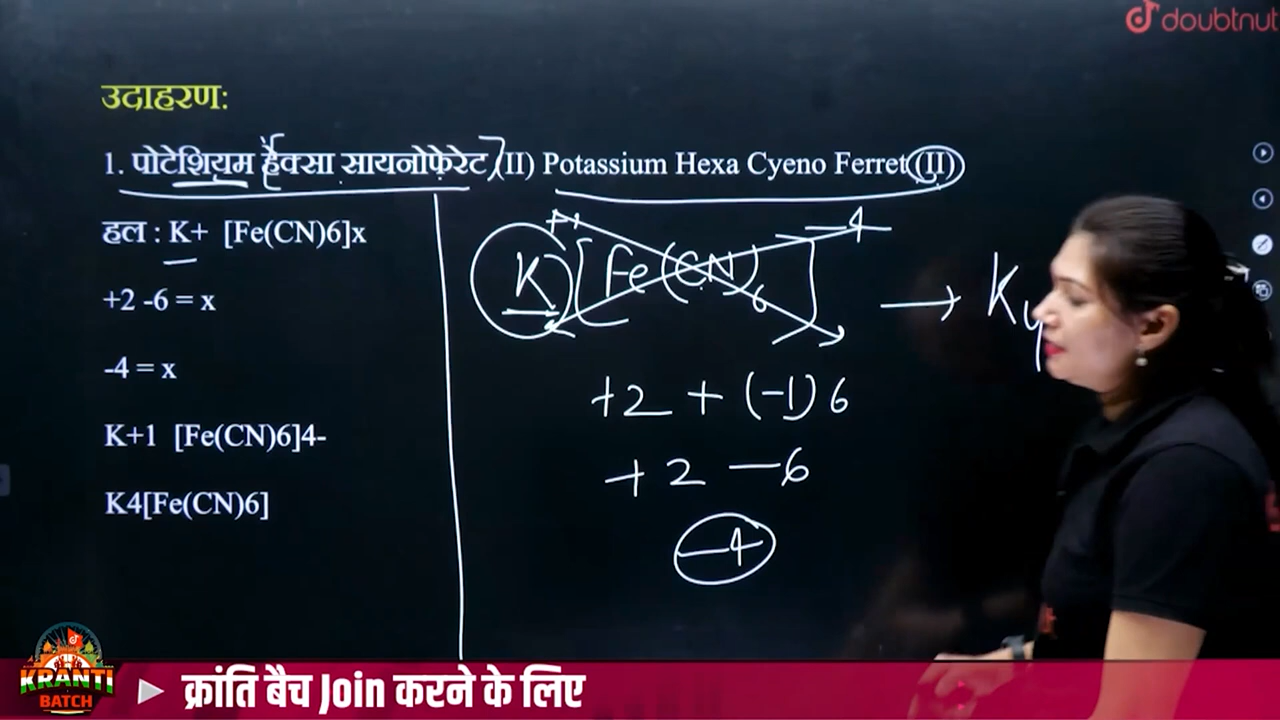 doubtnut
उदाहरण:
1. पोटेशियम हैक्सा सायनोफ़ेरेट (II) Potassium Hexa Cyeno Ferret(II)
हल : K+ [Fe(CN)6]x
+2 -6 = x
-4 = x
K+1 [Fe(CN)6]4-
K4[Fe(CN)6]
+1 -4
K [Fe(CN)6] → K4
+2 + (-1)6
+2 -6
-4
KRANTI
BATCH
क्रांति बैच Join करने के लिए